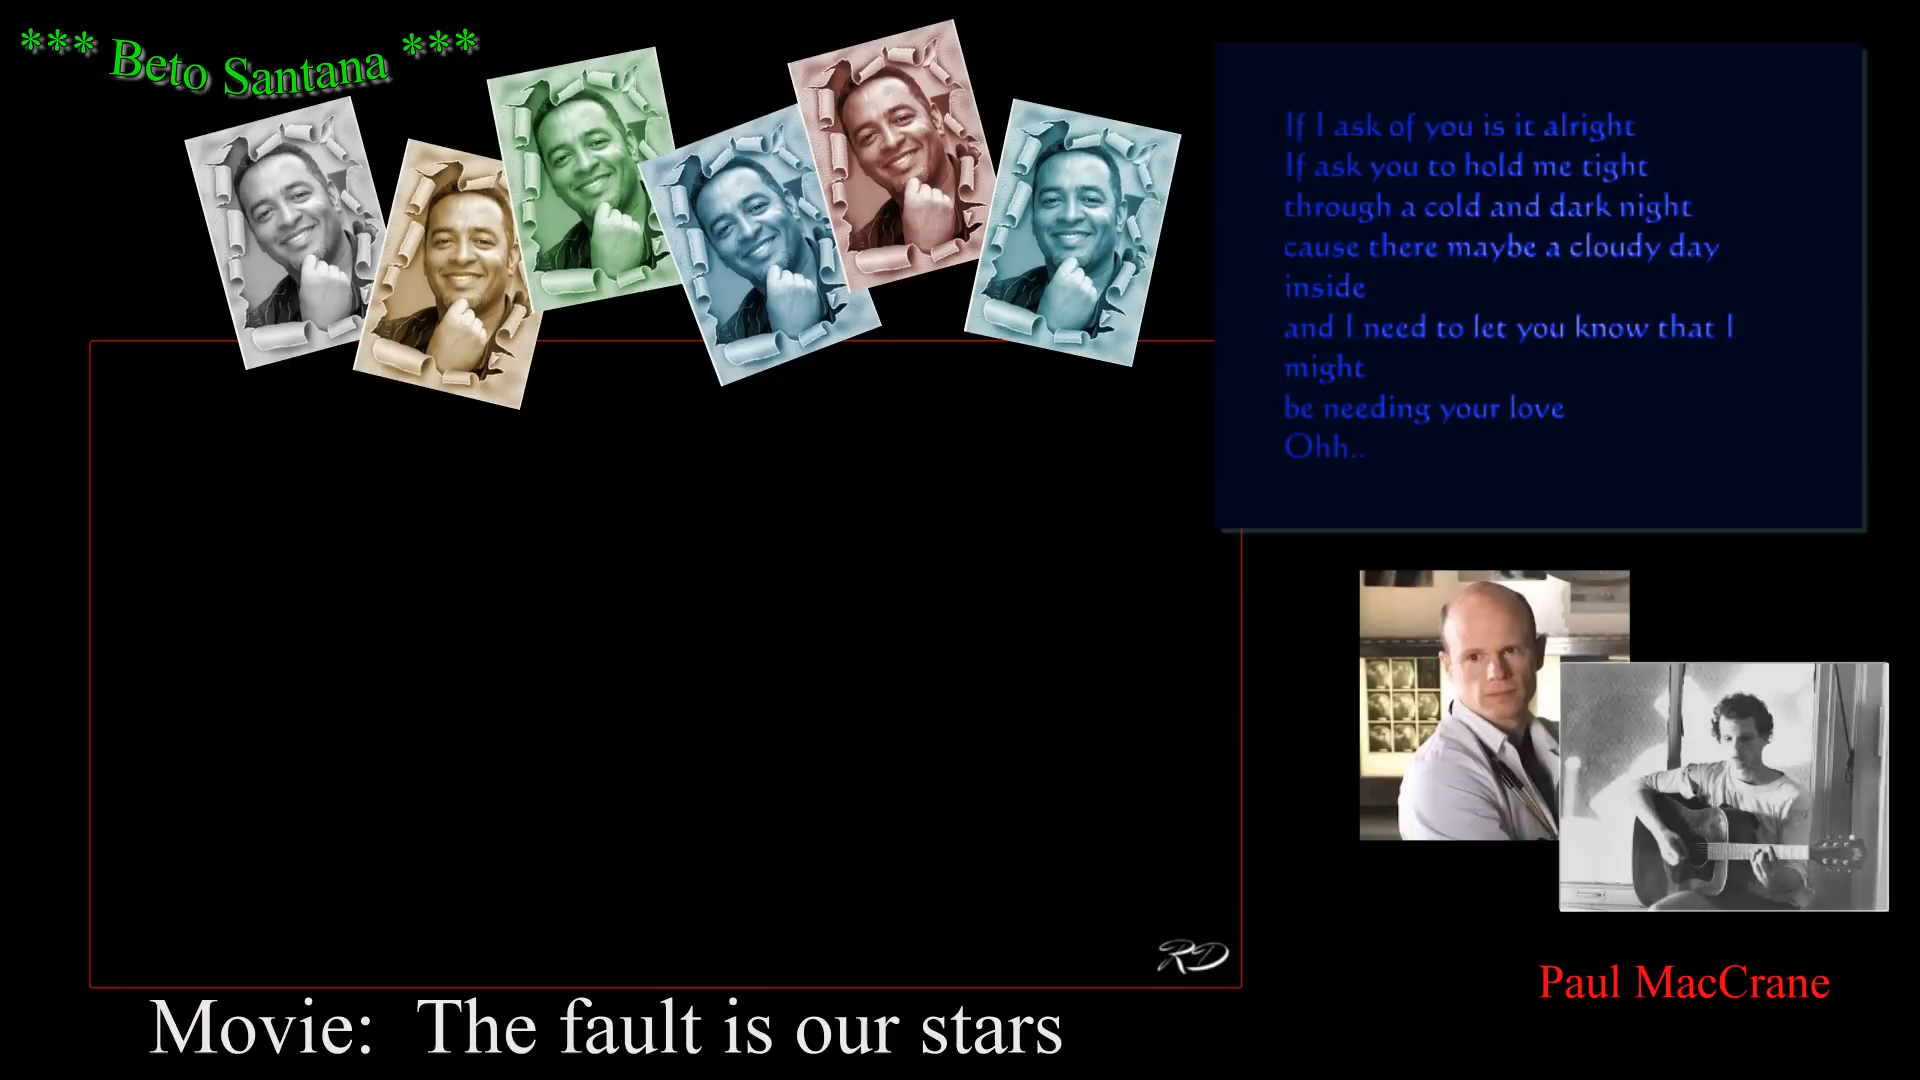 *** Beto Santana ***
If I ask of you is it alright
If ask you to hold me tight
through a cold and dark night
cause there maybe a cloudy day
inside
and I need to let you know that I
might
be needing your love
Ohh..
RD
Paul MacCrane
Movie: The fault is our stars